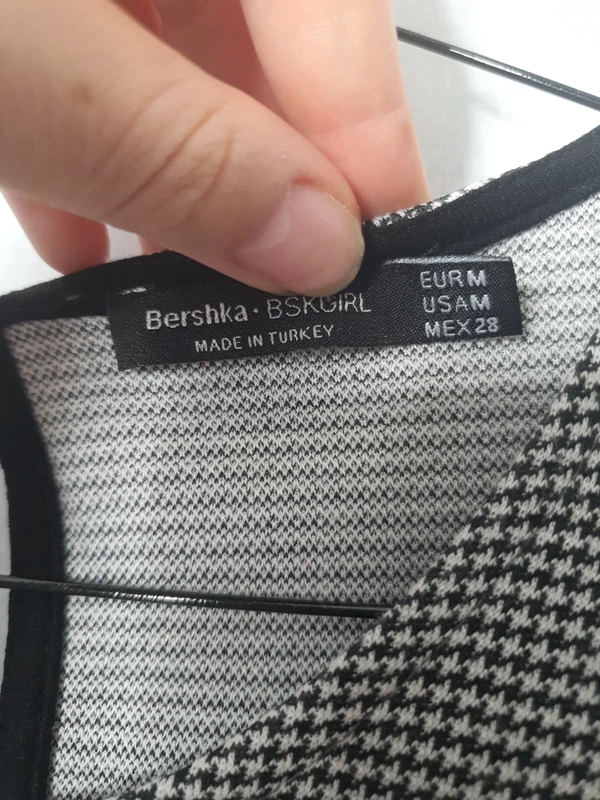 Bershka · BSKGIRL
MADE IN TURKEY
EUR M
USA M
MEX 28